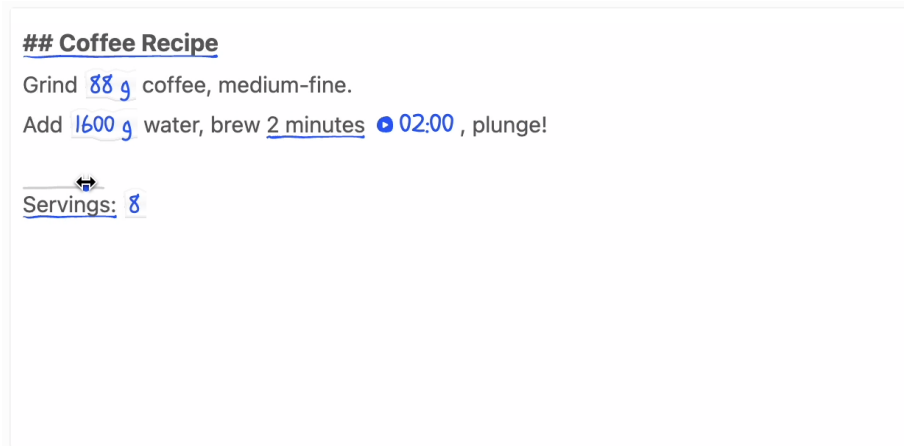 ## Coffee Recipe
Grind 88 g coffee, medium-fine.
Add 1600 g water, brew 2 minutes 02:00 , plunge!
Servings: 8